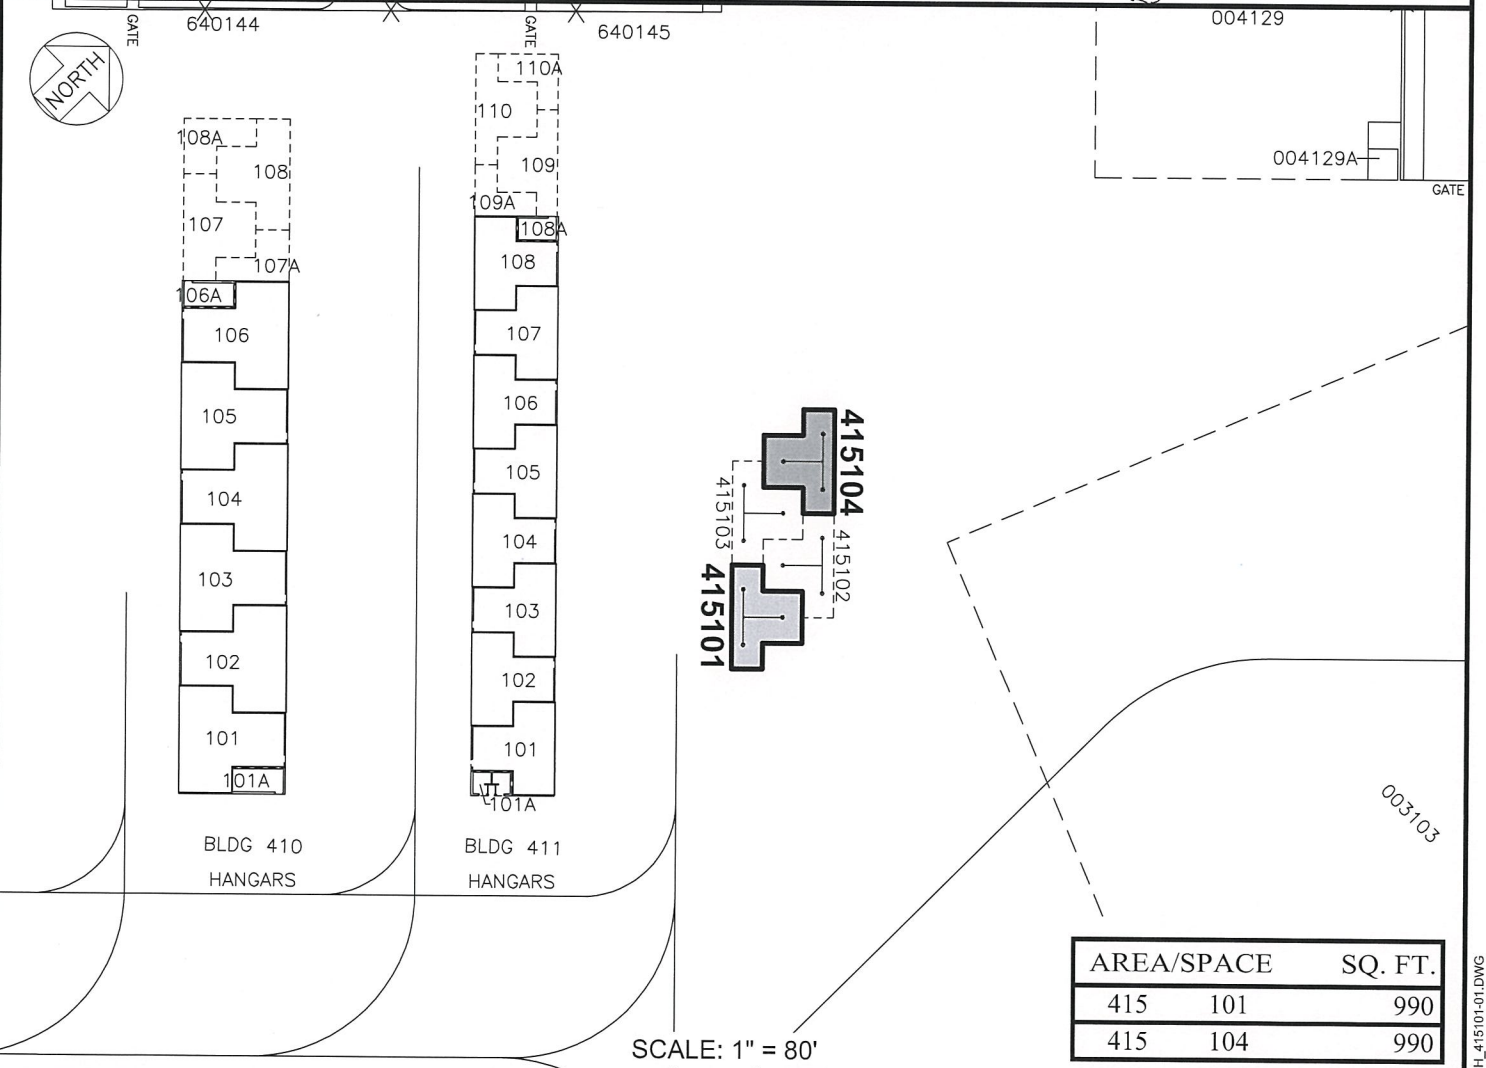 GATE
640144
GATE
640145
004129
NORTH
004129A
GATE
108A
108
107
107A
106A
106
105
104
103
102
101
101A
BLDG 410
HANGARS
110A
110
109
109A
108A
108
107
106
105
104
103
102
101
101A
BLDG 411
HANGARS
415104
415103
415102
415101
003103
AREA/SPACE SQ. FT.
415 101 990
415 104 990
SCALE: 1" = 80'
H_415101-01.DWG